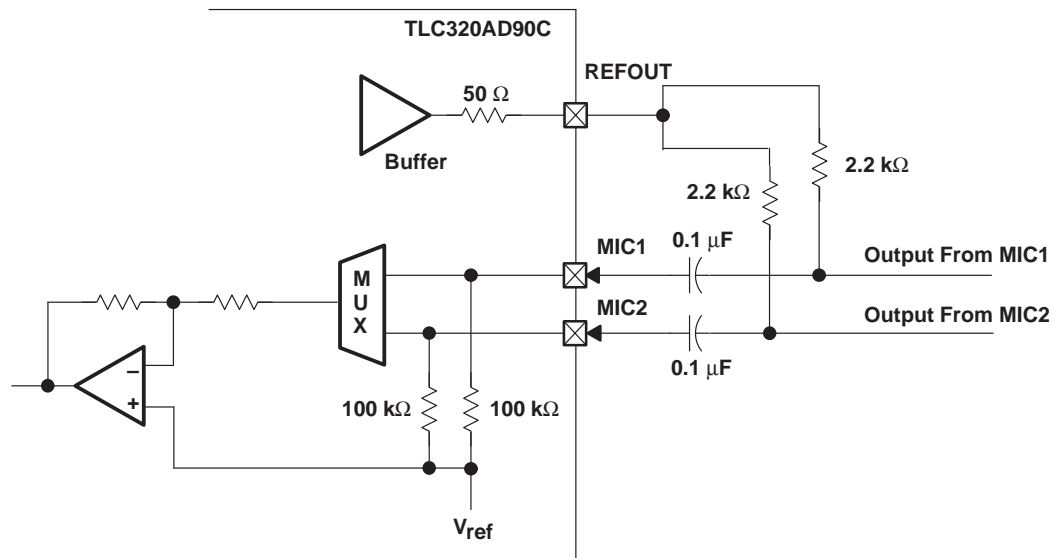 TLC320AD90C
REFOUT
50 Ω
Buffer
2.2 kΩ
2.2 kΩ
MIC1
0.1 μF
Output From MIC1
M
U
X
MIC2
Output From MIC2
0.1 μF
–
+
100 kΩ
100 kΩ
Vref